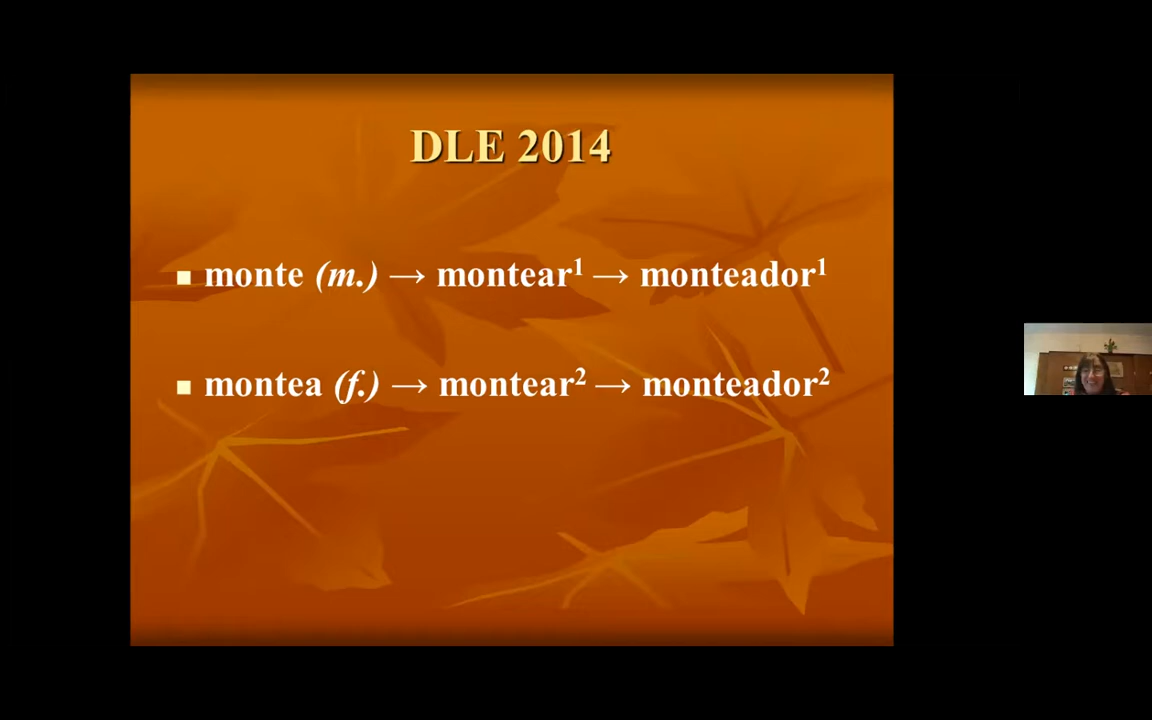 DLE 2014
monte (m.) → montear¹ → monteador¹
montea (f.) → montear² → monteador²